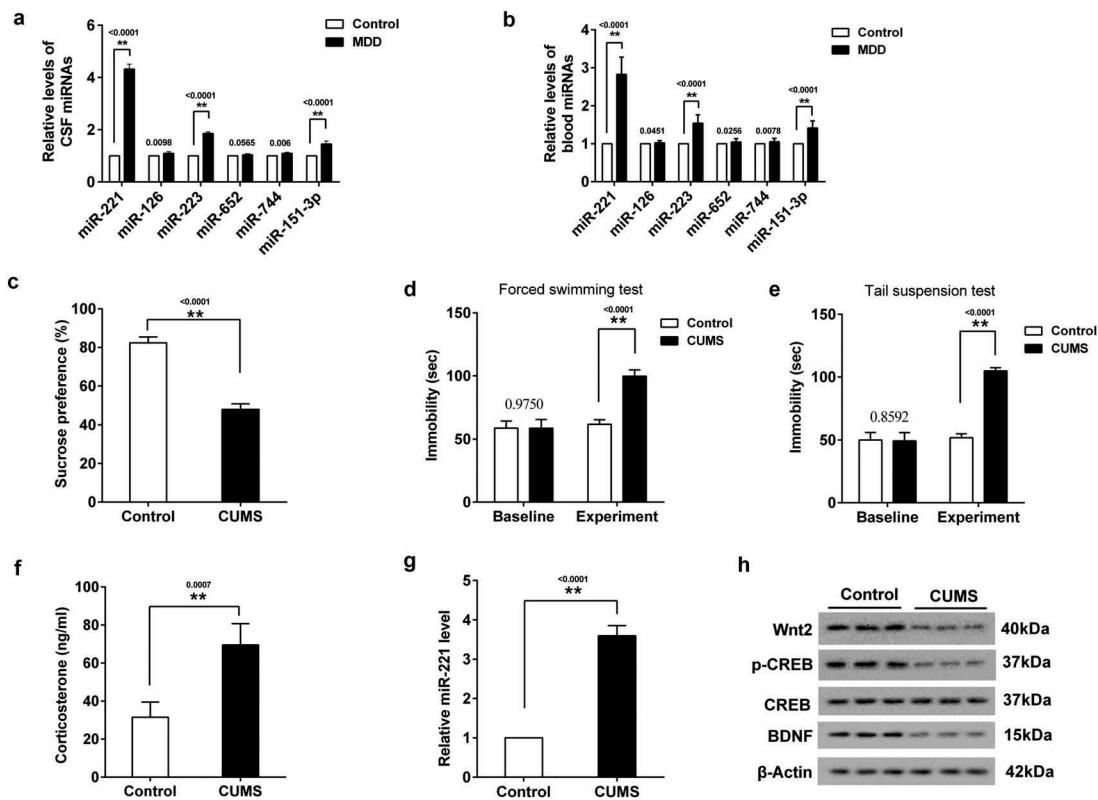 a
Relative levels of
CSF miRNAs
6
4
2
0
<0.0001
**
0.0098
<0.0001
**
0.0565
0.006
<0.0001
**
miR-221
miR-126
miR-223
miR-652
miR-744
miR-151-3p
Control
MDD
b
Relative levels of
blood miRNAs
4
3
2
1
0
<0.0001
**
0.0451
<0.0001
**
0.0256
0.0078
<0.0001
**
miR-221
miR-126
miR-223
miR-652
miR-744
miR-151-3p
Control
MDD
c
Sucrose preference (%)
100
80
60
40
20
0
<0.0001
**
Control
CUMS
d
Forced swimming test
Immobility (sec)
150
100
50
0
0.9750
<0.0001
**
Baseline
Experiment
Control
CUMS
e
Tail suspension test
Immobility (sec)
150
100
50
0
0.8592
<0.0001
**
Baseline
Experiment
Control
CUMS
f
Corticosterone (ng/ml)
100
80
60
40
20
0
0.0007
**
Control
CUMS
g
Relative miR-221 level
5
4
3
2
1
0
<0.0001
**
Control
CUMS
h
Control CUMS
Wnt2 40kDa
p-CREB 37kDa
CREB 37kDa
BDNF 15kDa
β-Actin 42kDa